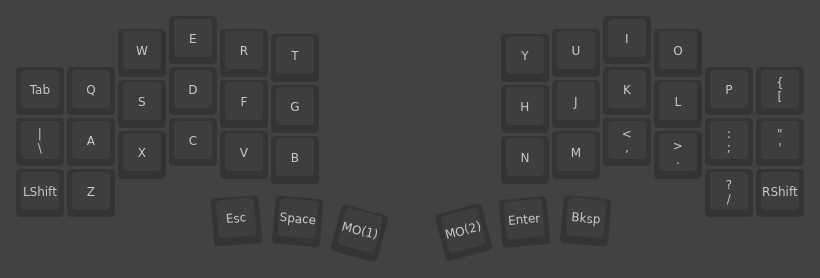 Tab Q W E R T Y U I O P { [
| \ A S D F G H J K L : ; " '
LShift Z X C V B N M < , > . ? / RShift
Esc Space MO(1) MO(2) Enter Bksp